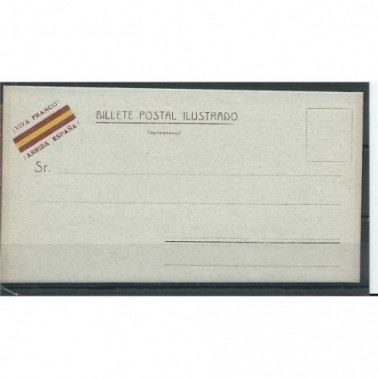 ¡VIVA FRANCO!
¡ARRIBA ESPAÑA!
BILLETE POSTAL ILUSTRADO
Sr.